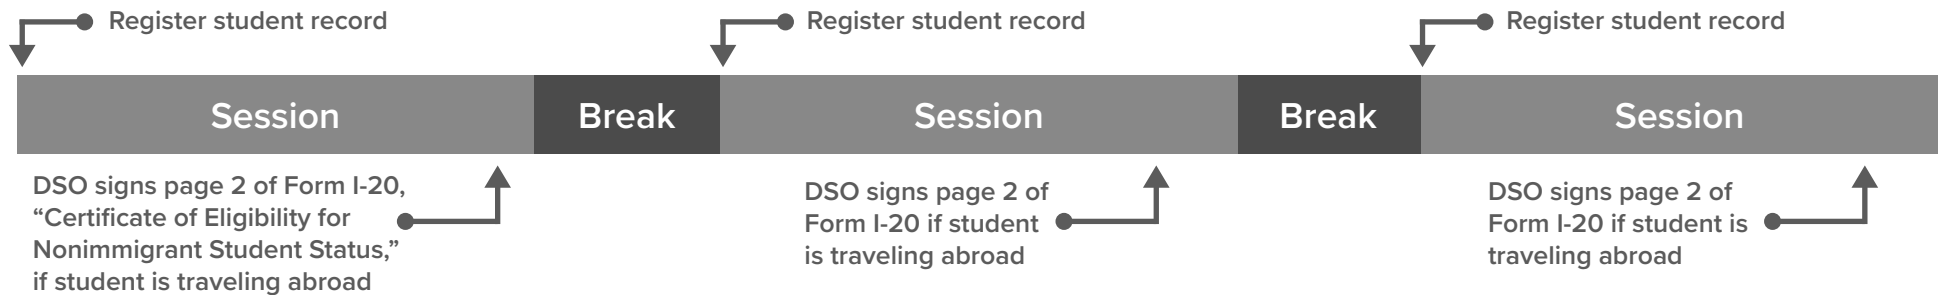 Register student record
Register student record
Register student record
Session
Break
Session
Break
Session
DSO signs page 2 of Form I-20,
“Certificate of Eligibility for
Nonimmigrant Student Status,”
if student is traveling abroad
DSO signs page 2 of
Form I-20 if student
is traveling abroad
DSO signs page 2 of
Form I-20 if student is
traveling abroad